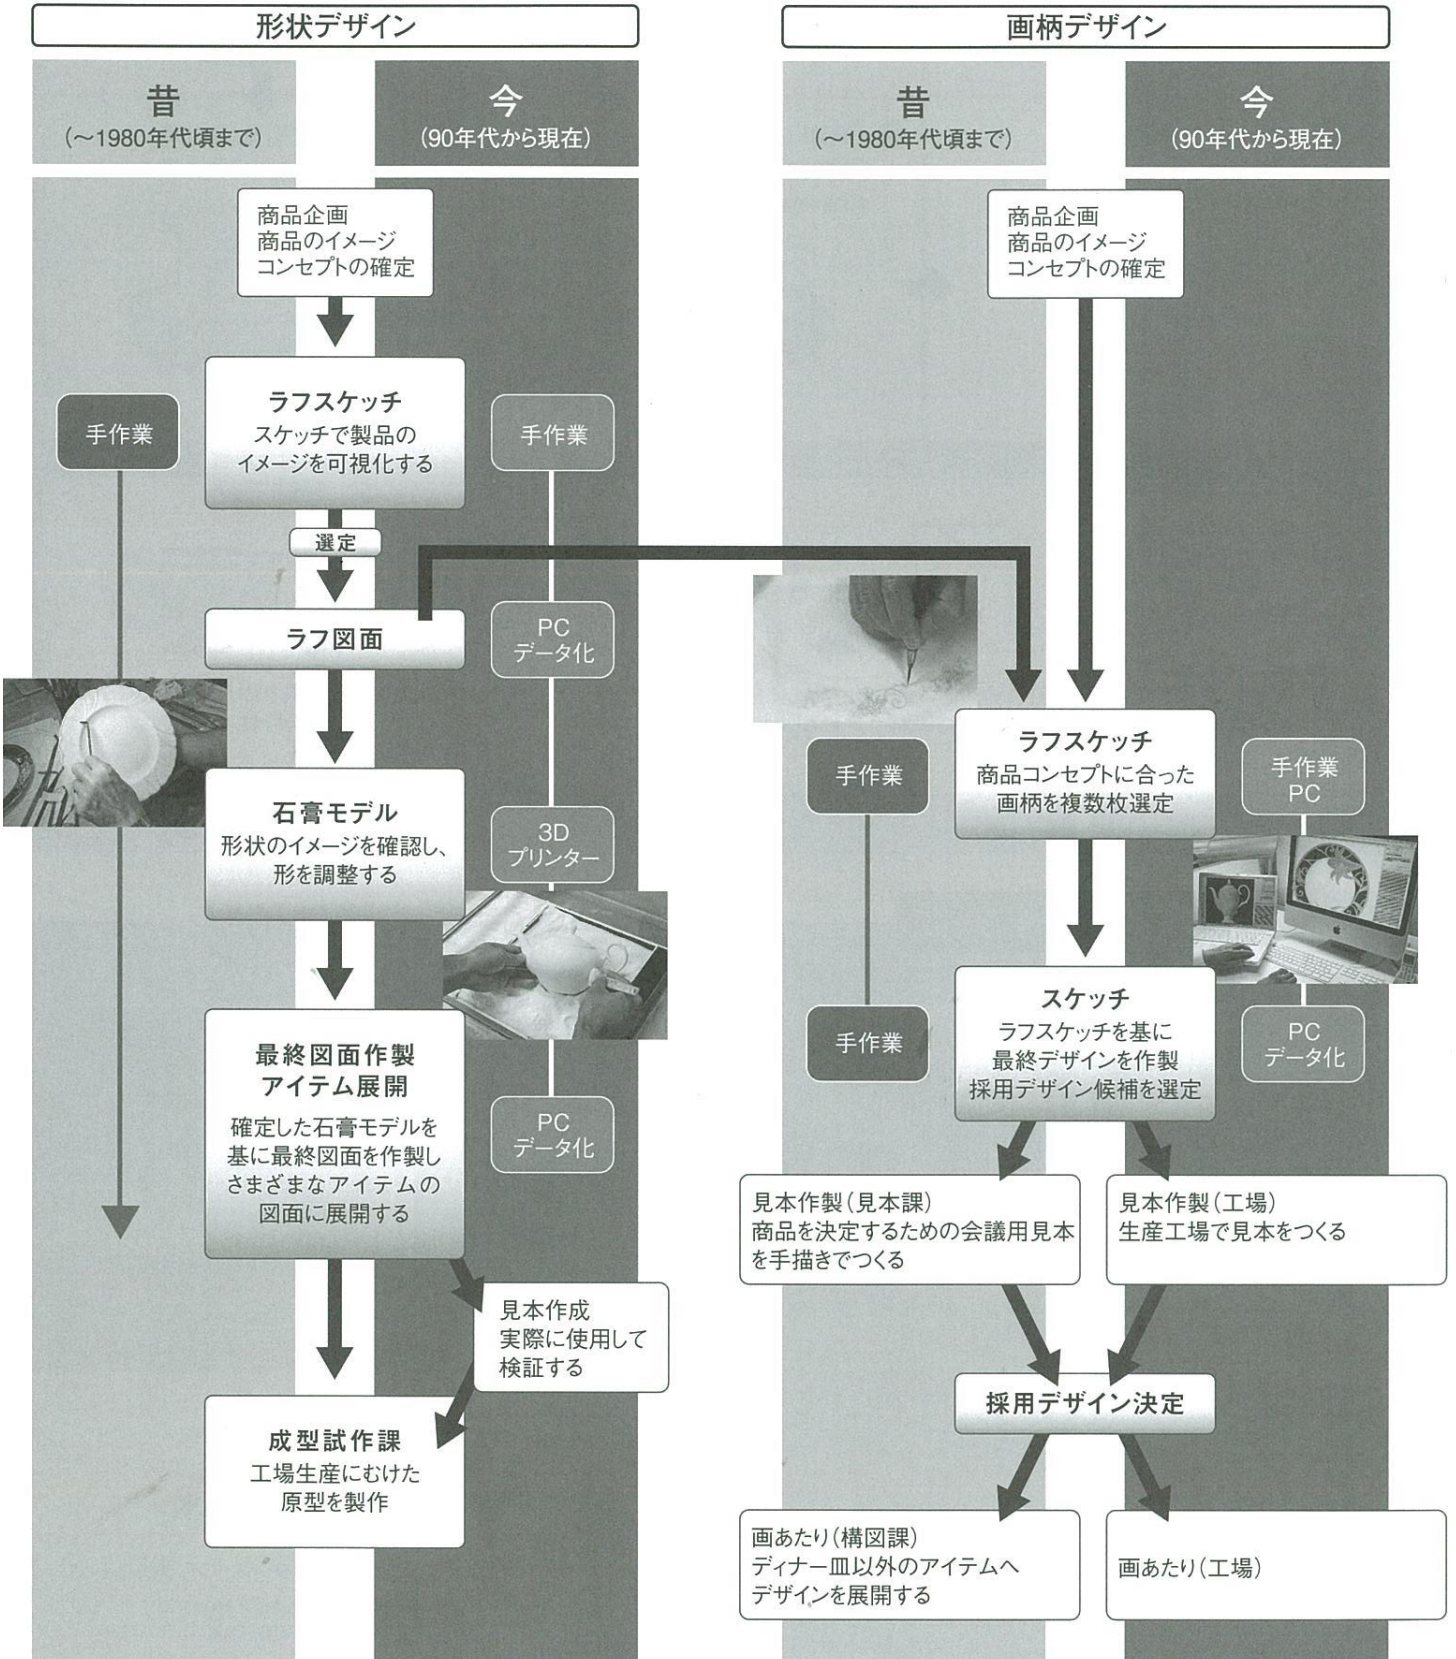 形状デザイン
昔
(～1980年代頃まで)
今
(90年代から現在)
商品企画
商品のイメージ
コンセプトの確定
ラフスケッチ
スケッチで製品の
イメージを可視化する
手作業
手作業
選定
ラフ図面
PC
データ化
石膏モデル
形状のイメージを確認し、
形を調整する
3D
プリンター
最終図面作製
アイテム展開
確定した石膏モデルを
基に最終図面を作製し
さまざまなアイテムの
図面に展開する
PC
データ化
見本作成
実際に使用して
検証する
成型試作課
工場生産にむけた
原型を製作
画柄デザイン
昔
(～1980年代頃まで)
今
(90年代から現在)
商品企画
商品のイメージ
コンセプトの確定
ラフスケッチ
商品コンセプトに合った
画柄を複数枚選定
手作業
手作業
PC
スケッチ
ラフスケッチを基に
最終デザインを作製
採用デザイン候補を選定
手作業
PC
データ化
見本作製(見本課)
商品を決定するための会議用見本
を手描きでつくる
見本作製(工場)
生産工場で見本をつくる
採用デザイン決定
画あたり(構図課)
ディナー皿以外のアイテムへ
デザインを展開する
画あたり(工場)